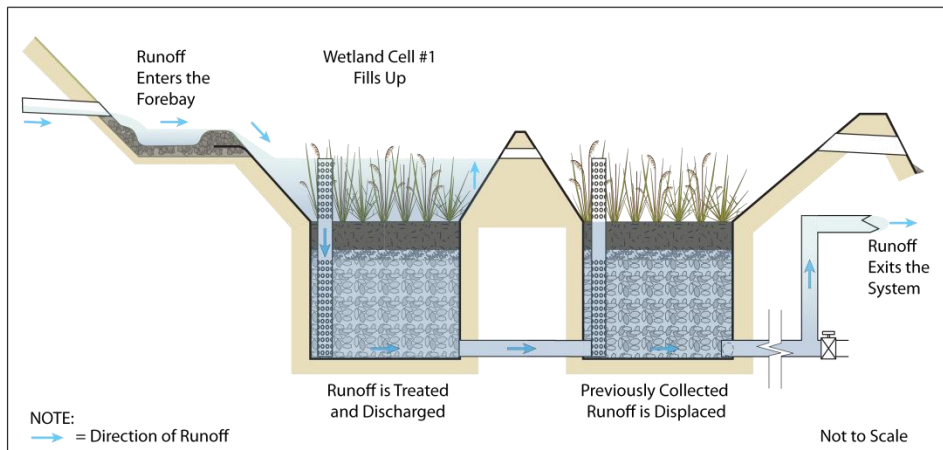 Runoff
Enters the
Forebay
Wetland Cell #1
Fills Up
Runoff
Exits the
System
Runoff is Treated
and Discharged
Previously Collected
Runoff is Displaced
NOTE:
= Direction of Runoff
Not to Scale